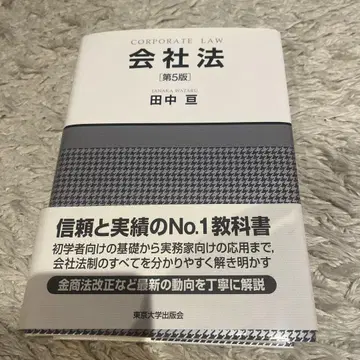 CORPORATE LAW
会社法
[第5版]
TANAKA WATARU
田中 亘
信頼と実績のNo.1教科書
初学者向けの基礎から実務家向けの応用まで,
会社法制のすべてを分かりやすく解き明かす
金商法改正など最新の動向を丁寧に解説
東京大学出版会